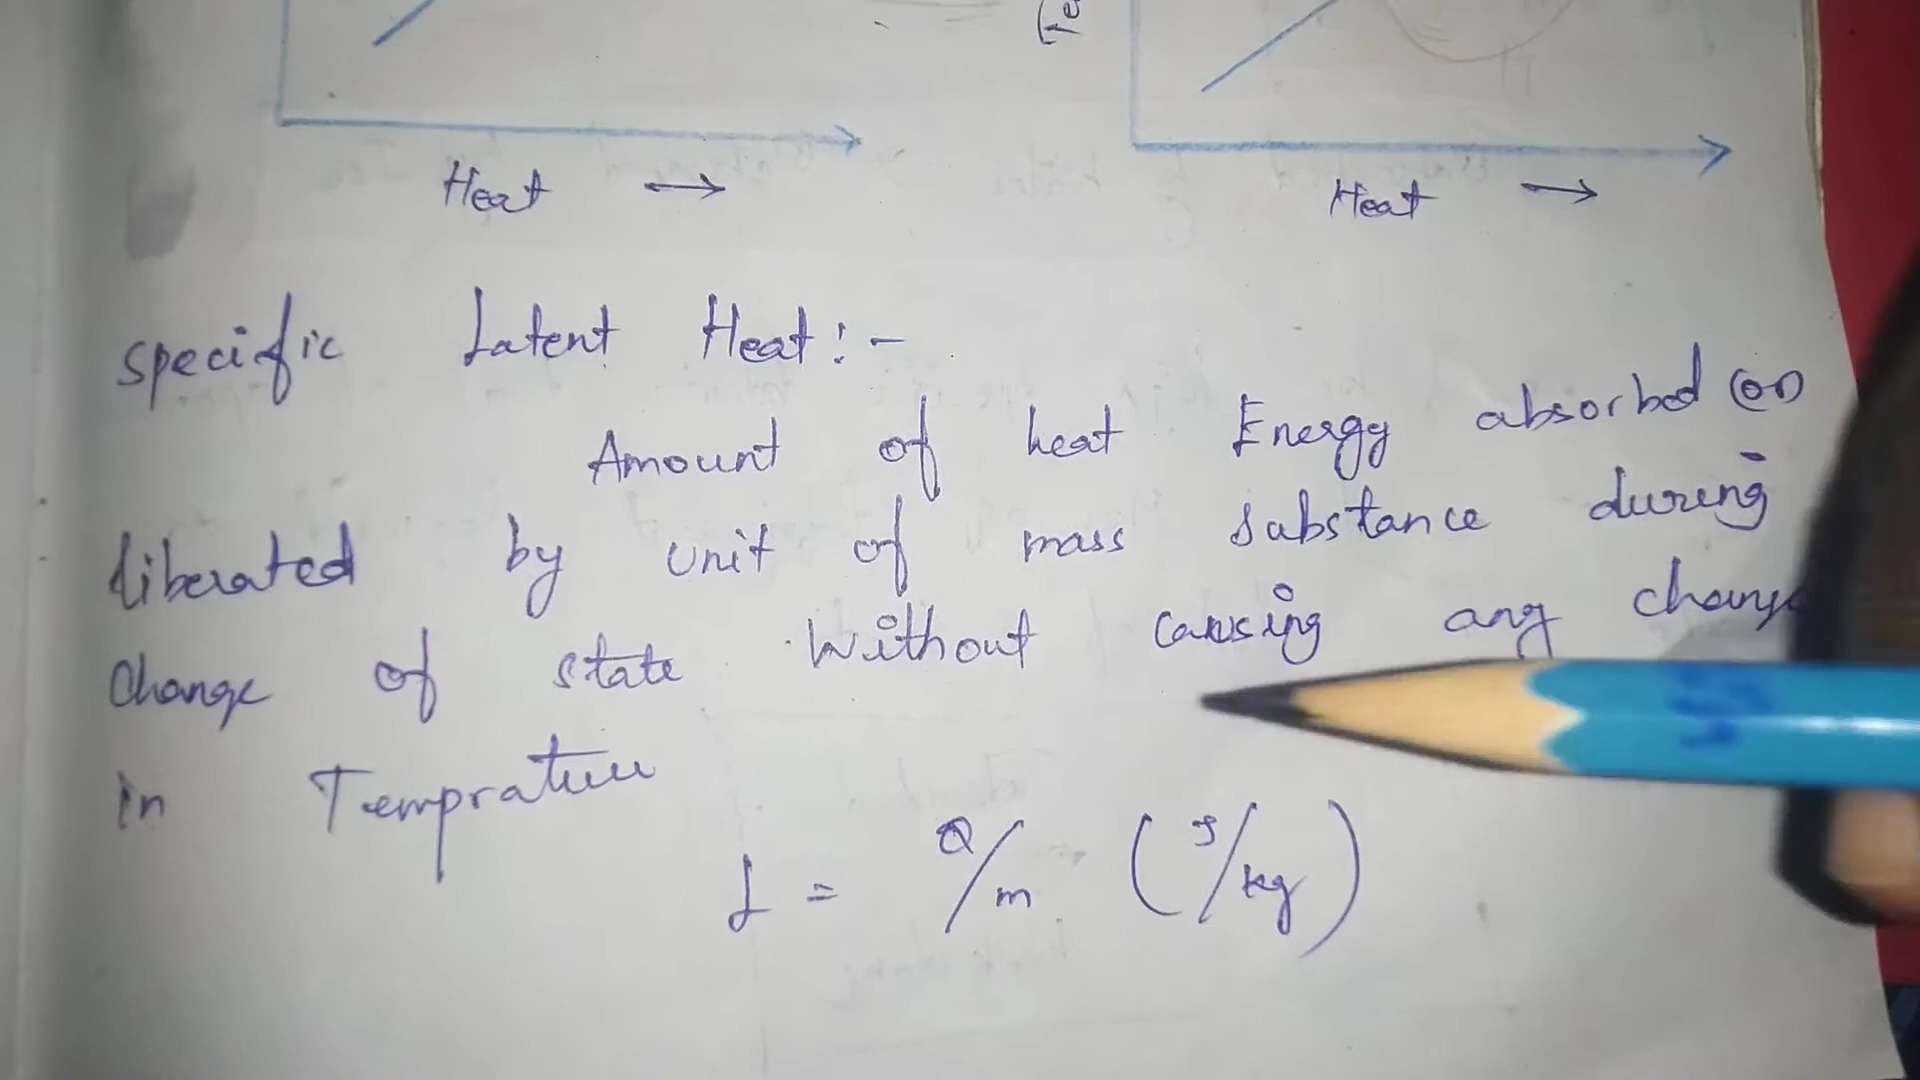 (Te
Heat → Heat →
Specific Latent Heat :-
Amount of heat Energy absorbed (or)
liberated by unit of mass substance during
Change of state without causing any change
in Temprature
L = Q/m (J/kg)